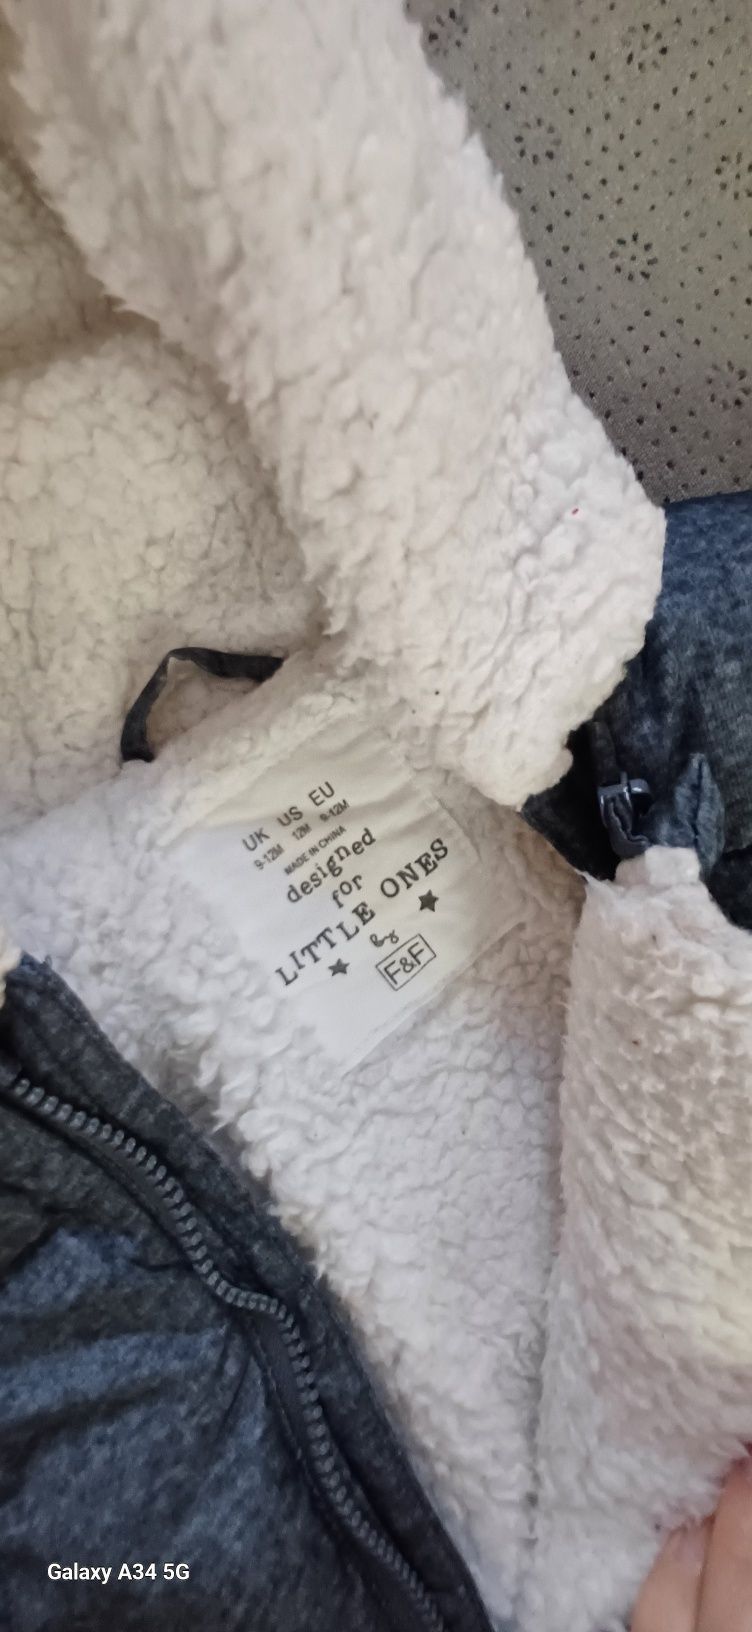 UK US EU
9-12M 12M 9-12M
MADE IN CHINA
designed
for
LITTLE ONES
by
F&F
Galaxy A34 5G